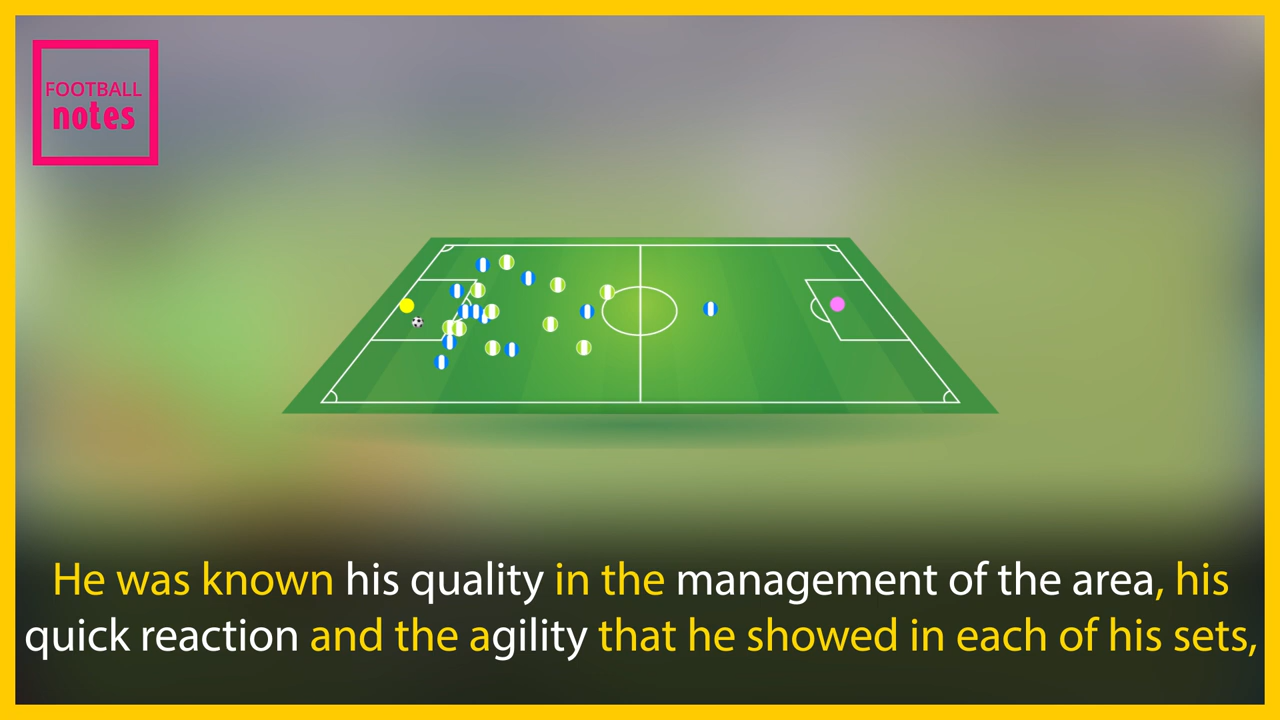 FOOTBALL
notes
He was known his quality in the management of the area, his
quick reaction and the agility that he showed in each of his sets,